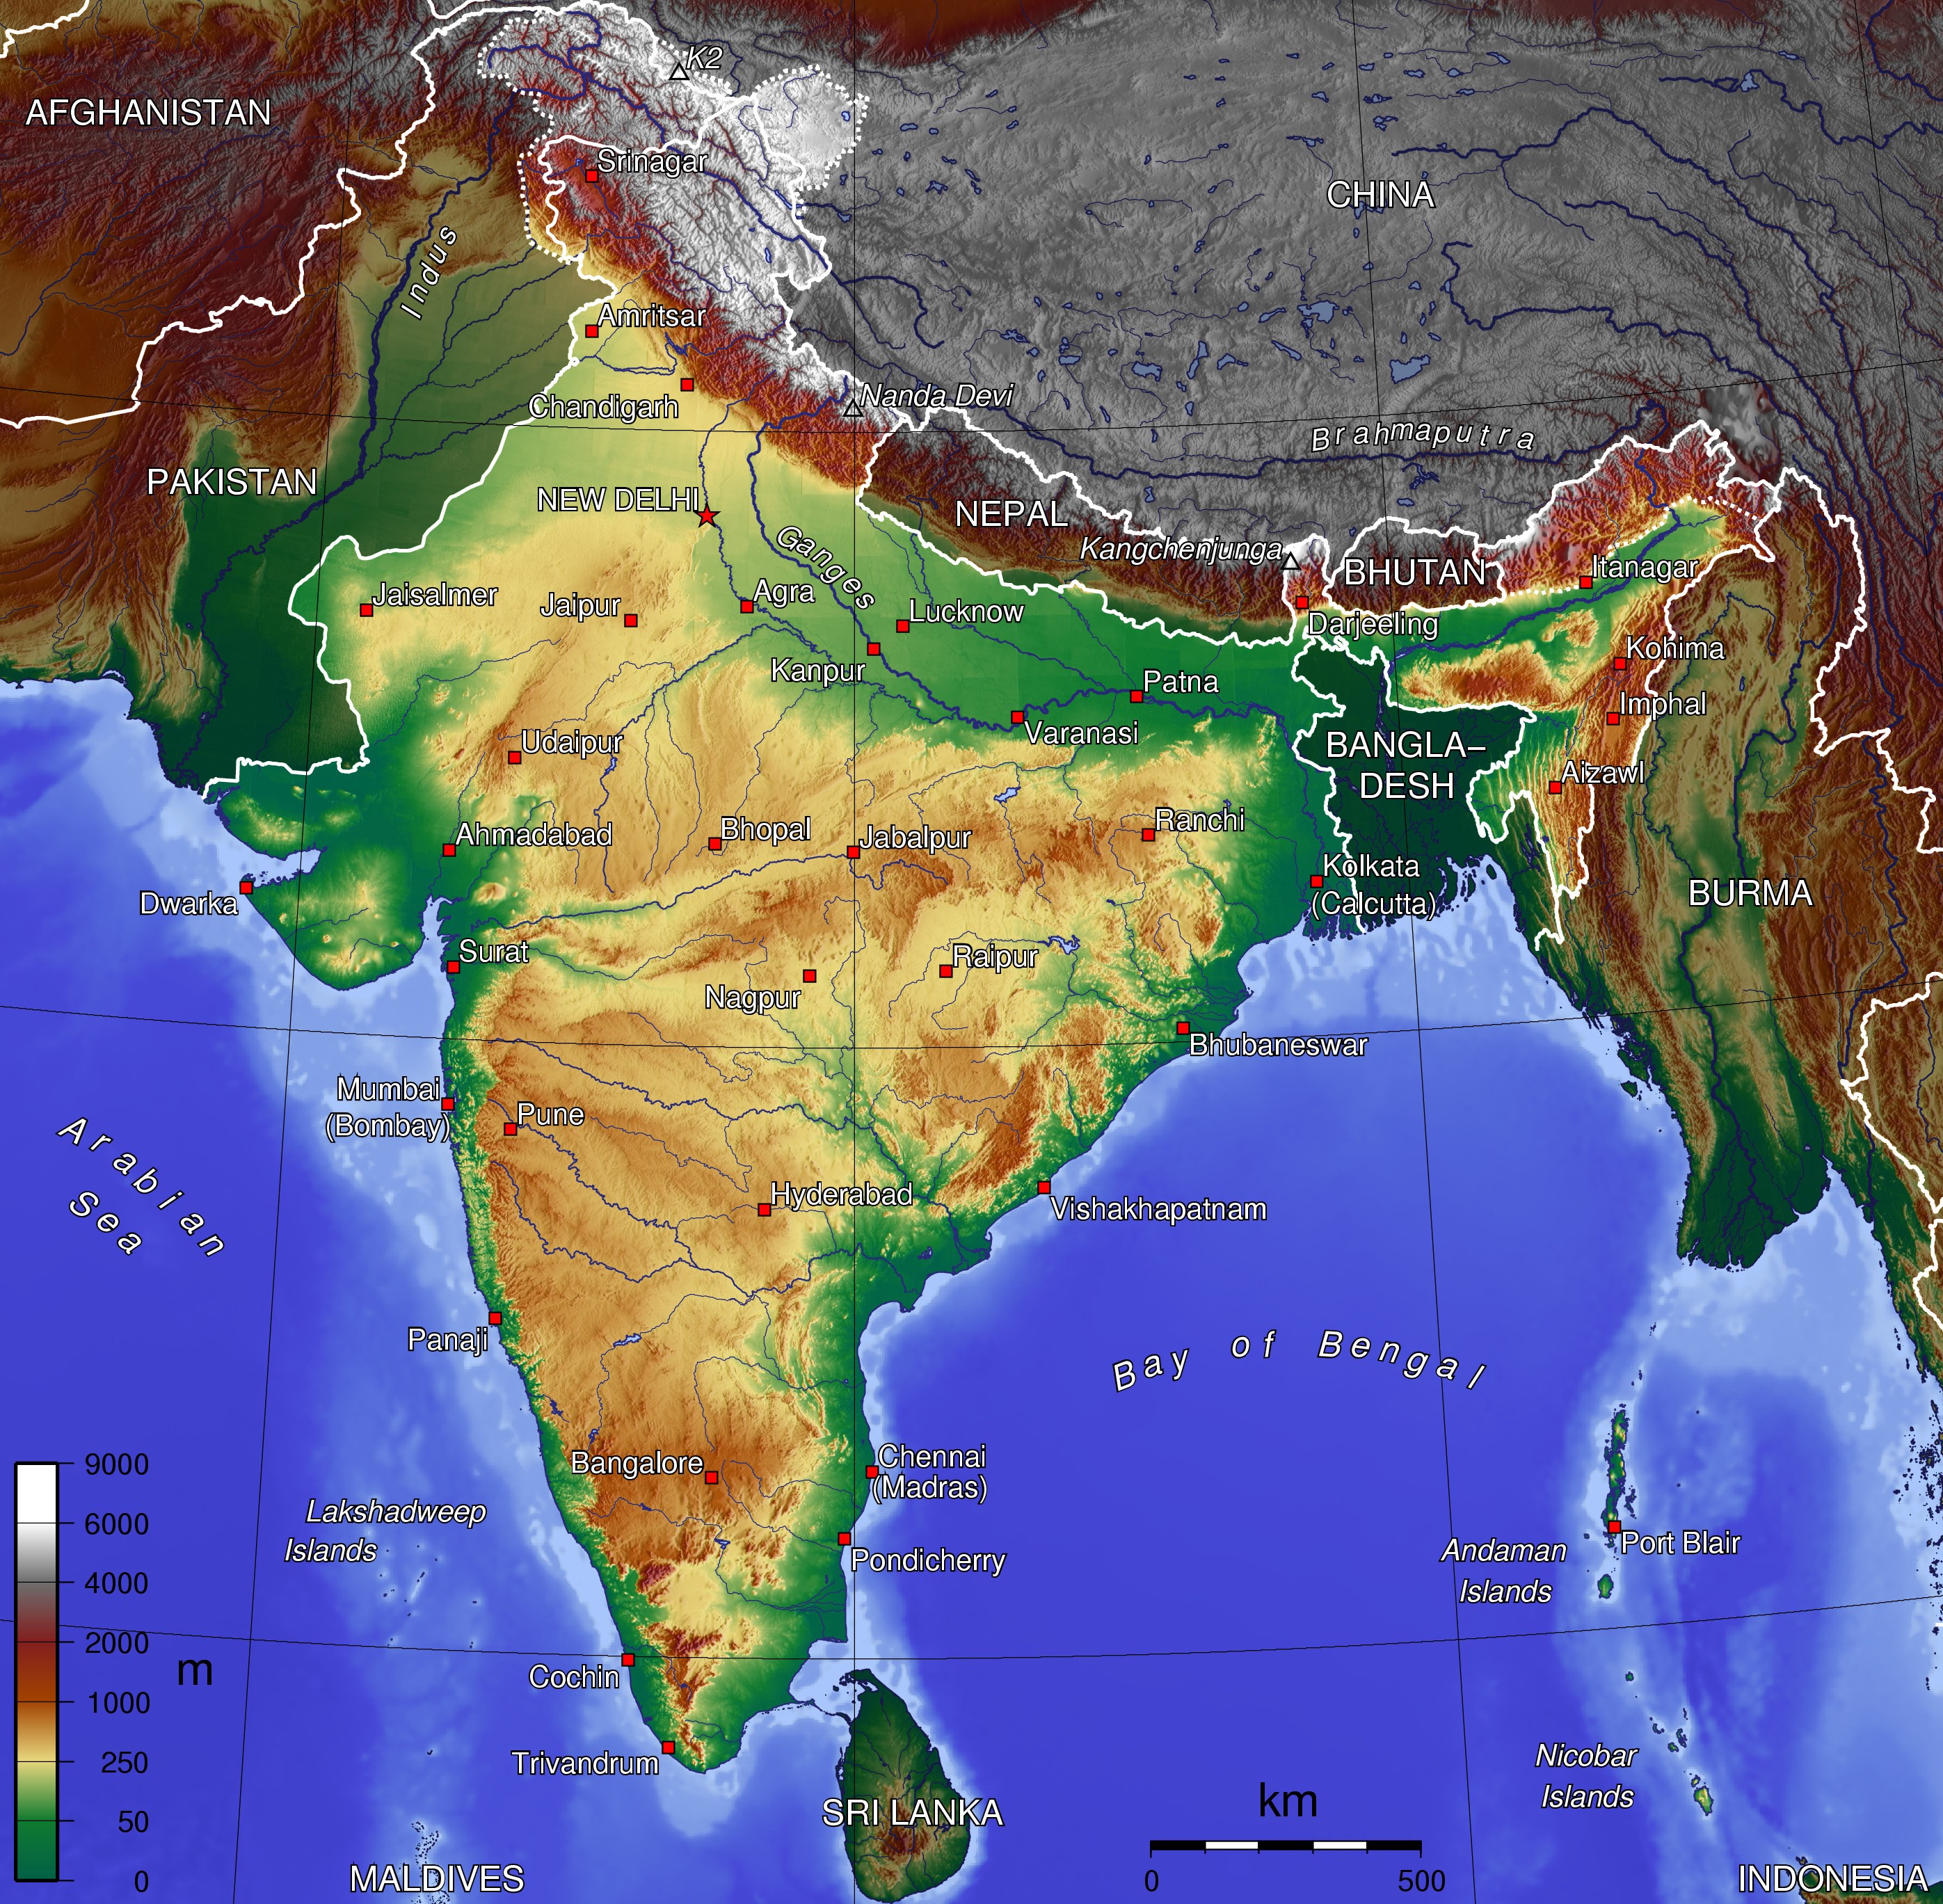 K2
AFGHANISTAN
Srinagar
CHINA
Indus
Amritsar
Nanda Devi
Chandigarh
Brahmaputra
PAKISTAN
NEW DELHI
NEPAL
Ganges
Kangchenjunga
BHUTAN
Itanagar
Jaisalmer
Jaipur
Agra
Lucknow
Darjeeling
Kohima
Kanpur
Patna
Imphal
Varanasi
Udaipur
BANGLA–
DESH
Aizawl
Ahmadabad
Bhopal
Jabalpur
Ranchi
Kolkata
(Calcutta)
BURMA
Dwarka
Surat
Raipur
Nagpur
Bhubaneswar
Mumbai
(Bombay)
Pune
Arabian
Sea
Hyderabad
Vishakhapatnam
Panaji
Bay of Bengal
Bangalore
Chennai
(Madras)
Lakshadweep
Islands
Pondicherry
Andaman
Islands
Port Blair
Cochin
Trivandrum
Nicobar
Islands
SRI LANKA
MALDIVES
INDONESIA
9000
6000
4000
2000
m
1000
250
50
0
km
0 500